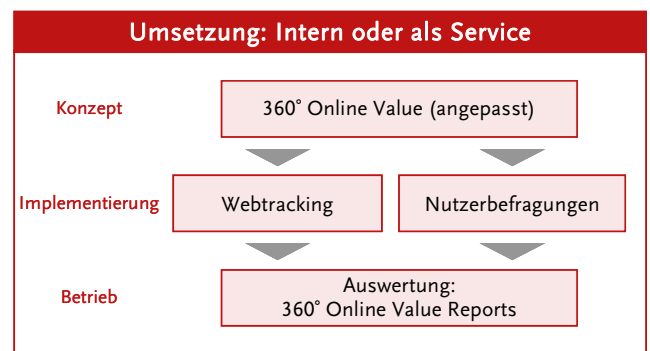 Umsetzung: Intern oder als Service
Konzept
360° Online Value (angepasst)
Implementierung
Webtracking
Nutzerbefragungen
Betrieb
Auswertung:
360° Online Value Reports